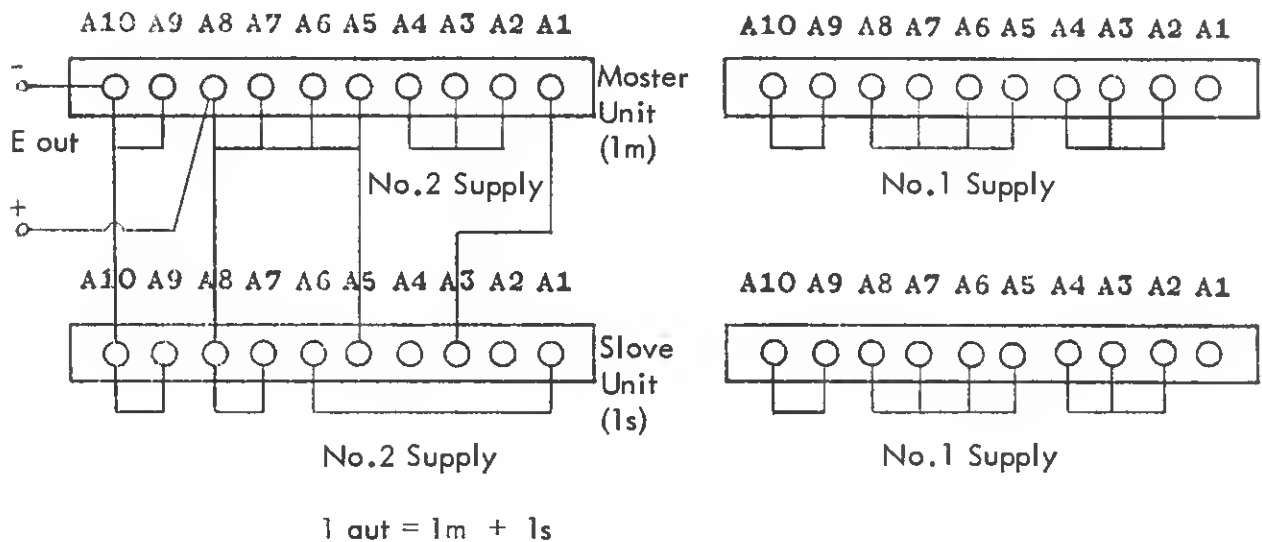 A10 A9 A8 A7 A6 A5 A4 A3 A2 A1
Moster
Unit
(1m)
-
E out
+
No.2 Supply
A10 A9 A8 A7 A6 A5 A4 A3 A2 A1
No.1 Supply
A10 A9 A8 A7 A6 A5 A4 A3 A2 A1
Slove
Unit
(1s)
No.2 Supply
A10 A9 A8 A7 A6 A5 A4 A3 A2 A1
No.1 Supply
1 aut = 1m + 1s